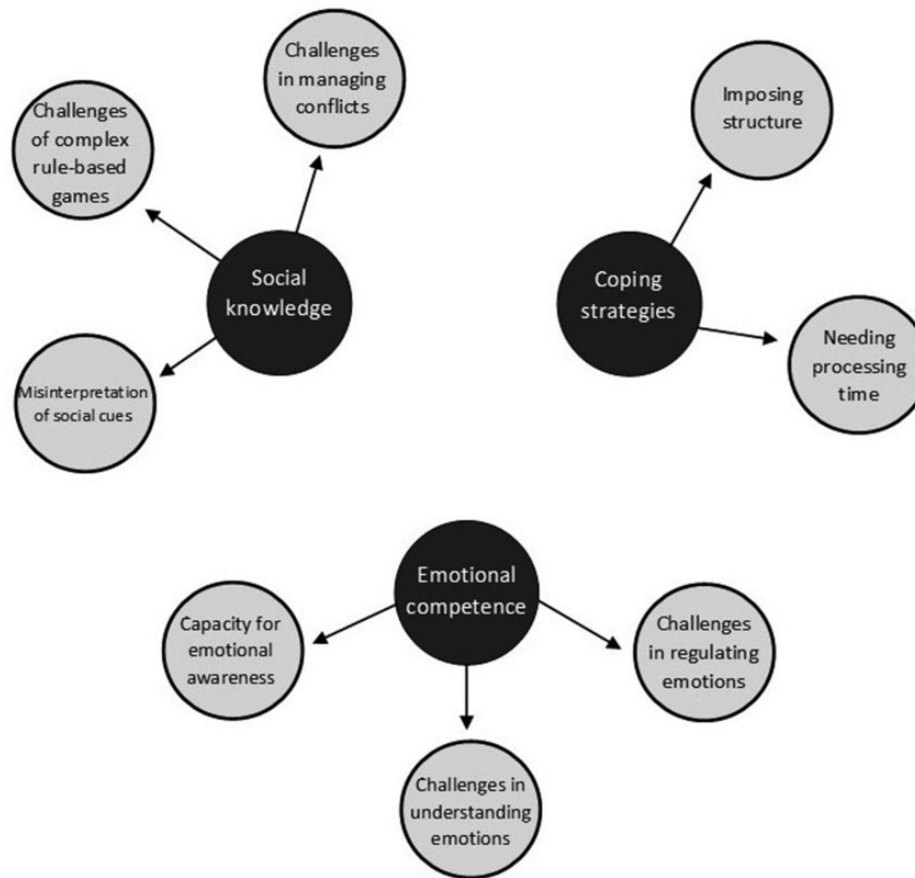 Challenges
in managing
conflicts
Challenges
of complex
rule-based
games
Social
knowledge
Misinterpretation
of social cues
Imposing
structure
Coping
strategies
Needing
processing
time
Emotional
competence
Capacity for
emotional
awareness
Challenges
in regulating
emotions
Challenges in
understanding
emotions